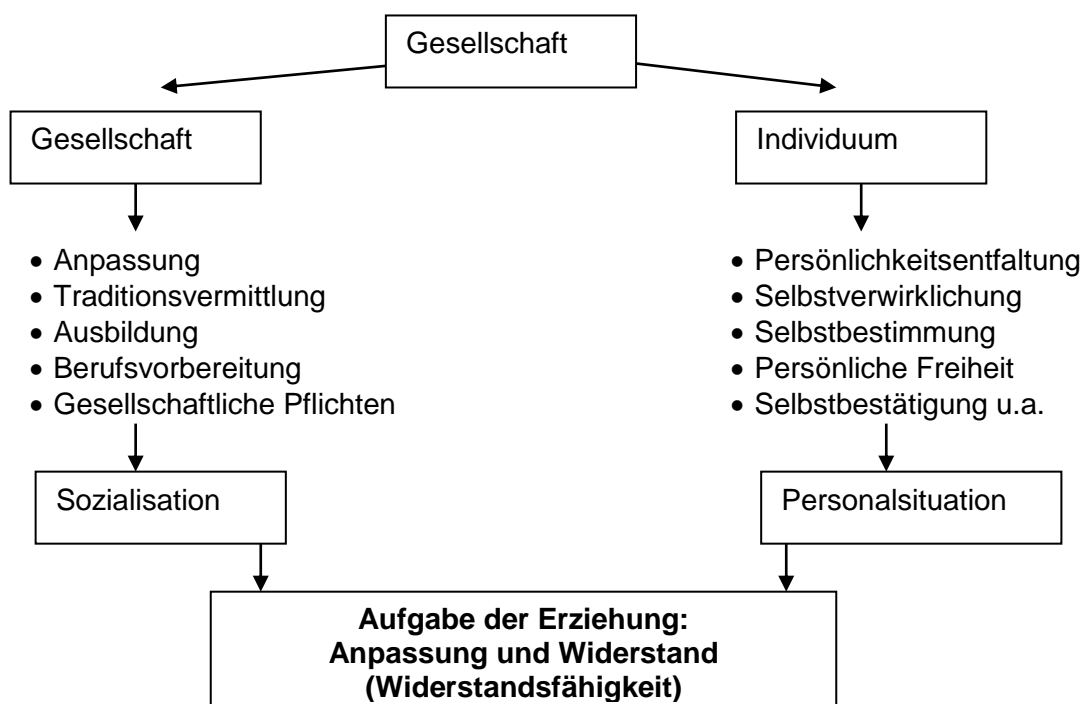 Gesellschaft
Gesellschaft
Individuum
• Anpassung
• Traditionsvermittlung
• Ausbildung
• Berufsvorbereitung
• Gesellschaftliche Pflichten
• Persönlichkeitsentfaltung
• Selbstverwirklichung
• Selbstbestimmung
• Persönliche Freiheit
• Selbstbestätigung u.a.
Sozialisation
Personalsituation
Aufgabe der Erziehung:
Anpassung und Widerstand
(Widerstandsfähigkeit)